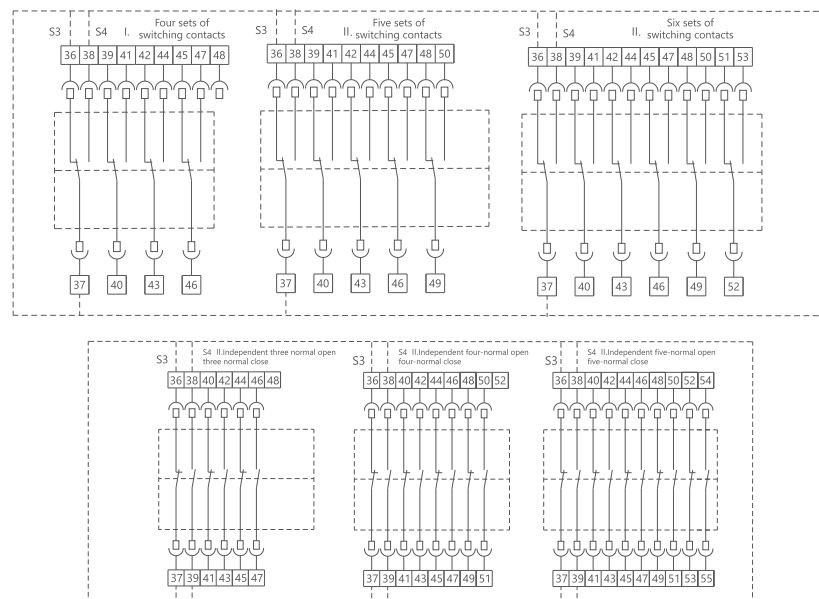 S3 S4 I. Four sets of
switching contacts
36 38 39 41 42 44 45 47 48
37 40 43 46
S3 S4 II. Five sets of
switching contacts
36 38 39 41 42 44 45 47 48 50
37 40 43 46 49
S3 S4 II. Six sets of
switching contacts
36 38 39 41 42 44 45 47 48 50 51 53
37 40 43 46 49 52
S3 S4 II.Independent three normal open
three normal close
36 38 40 42 44 46 48
37 39 41 43 45 47
S3 S4 II.Independent four-normal open
four-normal close
36 38 40 42 44 46 48 50 52
37 39 41 43 45 47 49 51
S3 S4 II.Independent five-normal open
five-normal close
36 38 40 42 44 46 48 50 52 54
37 39 41 43 45 47 49 51 53 55